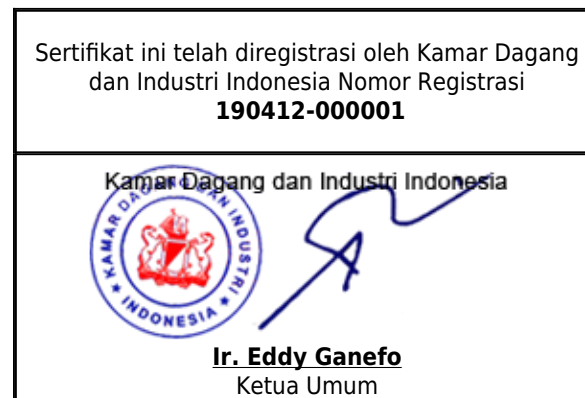 Sertifikat ini telah diregistrasi oleh Kamar Dagang
dan Industri Indonesia Nomor Registrasi
190412-000001
Kamar Dagang dan Industri Indonesia
KAMAR DAGANG DAN INDUSTRI
* INDONESIA *
Ir. Eddy Ganefo
Ketua Umum